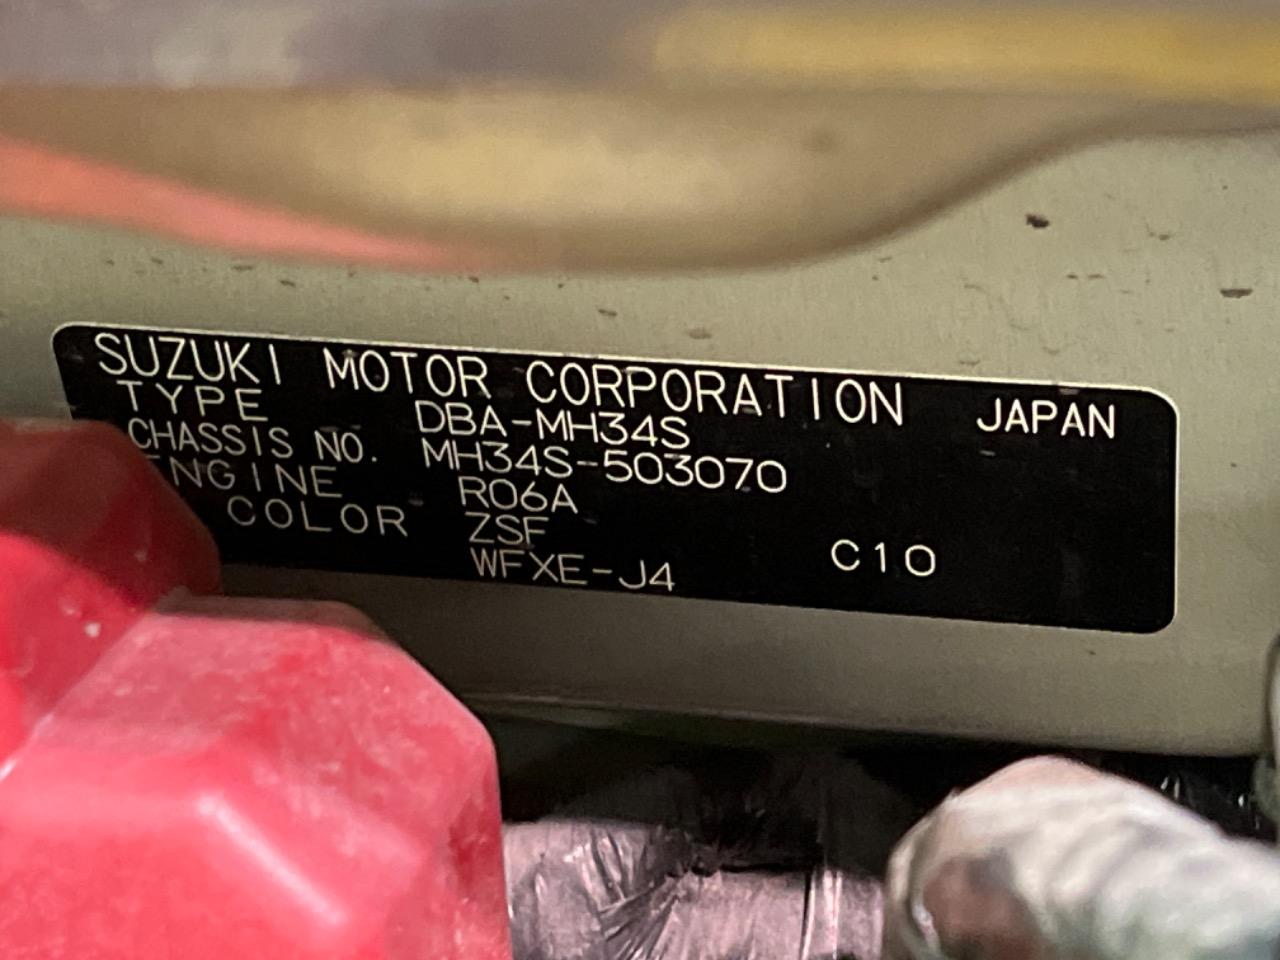 SUZUKI MOTOR CORPORATION JAPAN
TYPE DBA-MH34S
CHASSIS NO. MH34S-503070
ENGINE R06A
COLOR ZSF
WFXE-J4 C10